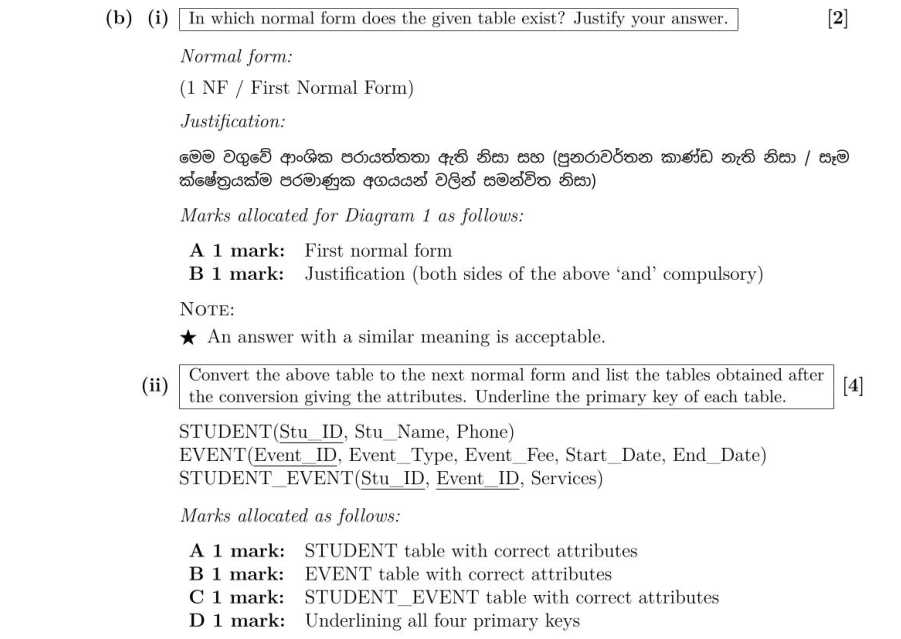 (b) (i) In which normal form does the given table exist? Justify your answer. [2]
Normal form:
(1 NF / First Normal Form)
Justification:
මෙම වගුවේ ආංශික පරායත්තතා ඇති නිසා සහ (පුනරාවර්තන කාණ්ඩ නැති නිසා / සෑම
ක්ෂේත්‍රයක්ම පරමාණුක අගයයන් වලින් සමන්විත නිසා)
Marks allocated for Diagram 1 as follows:
A 1 mark: First normal form
B 1 mark: Justification (both sides of the above ‘and’ compulsory)
NOTE:
★ An answer with a similar meaning is acceptable.
(ii) Convert the above table to the next normal form and list the tables obtained after [4]
the conversion giving the attributes. Underline the primary key of each table.
STUDENT(Stu_ID, Stu_Name, Phone)
EVENT(Event_ID, Event_Type, Event_Fee, Start_Date, End_Date)
STUDENT_EVENT(Stu_ID, Event_ID, Services)
Marks allocated as follows:
A 1 mark: STUDENT table with correct attributes
B 1 mark: EVENT table with correct attributes
C 1 mark: STUDENT_EVENT table with correct attributes
D 1 mark: Underlining all four primary keys